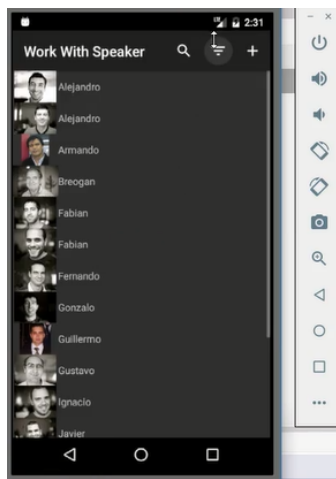 2:31
Work With Speaker
Alejandro
Alejandro
Armando
Breogan
Fabian
Fabian
Fernando
Gonzalo
Guillermo
Gustavo
Ignacio
Javier